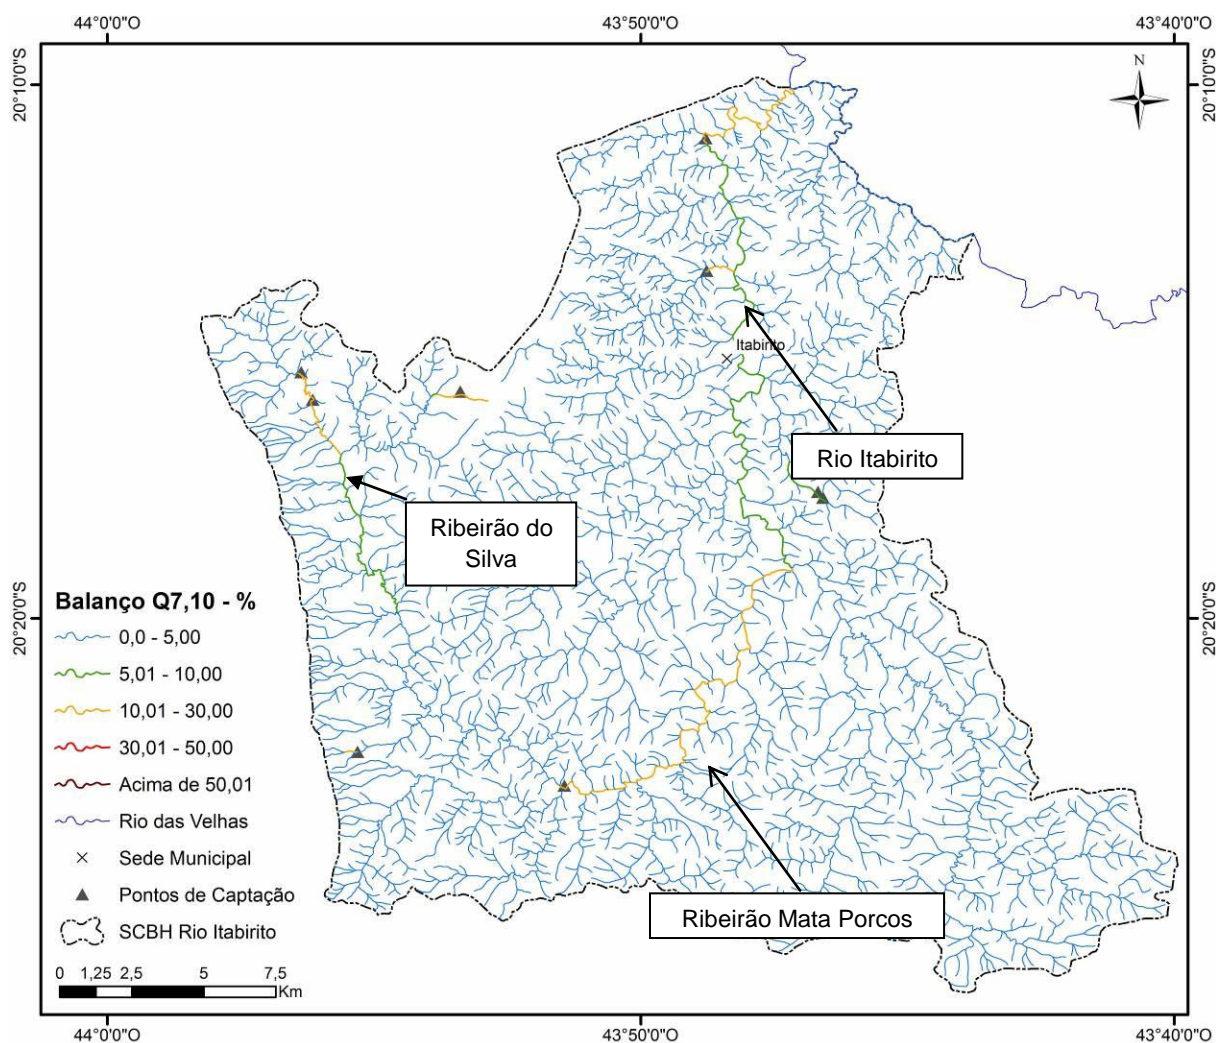 44°0'0"O
43°50'0"O
43°40'0"O
20°10'0"S
20°10'0"S
N
Itabirito
Rio Itabirito
Ribeirão do
Silva
Balanço Q7,10 - %
0,0 - 5,00
5,01 - 10,00
10,01 - 30,00
30,01 - 50,00
Acima de 50,01
Rio das Velhas
Sede Municipal
Pontos de Captação
SCBH Rio Itabirito
20°20'0"S
20°20'0"S
Ribeirão Mata Porcos
0 1,25 2,5 5 7,5
Km
44°0'0"O
43°50'0"O
43°40'0"O